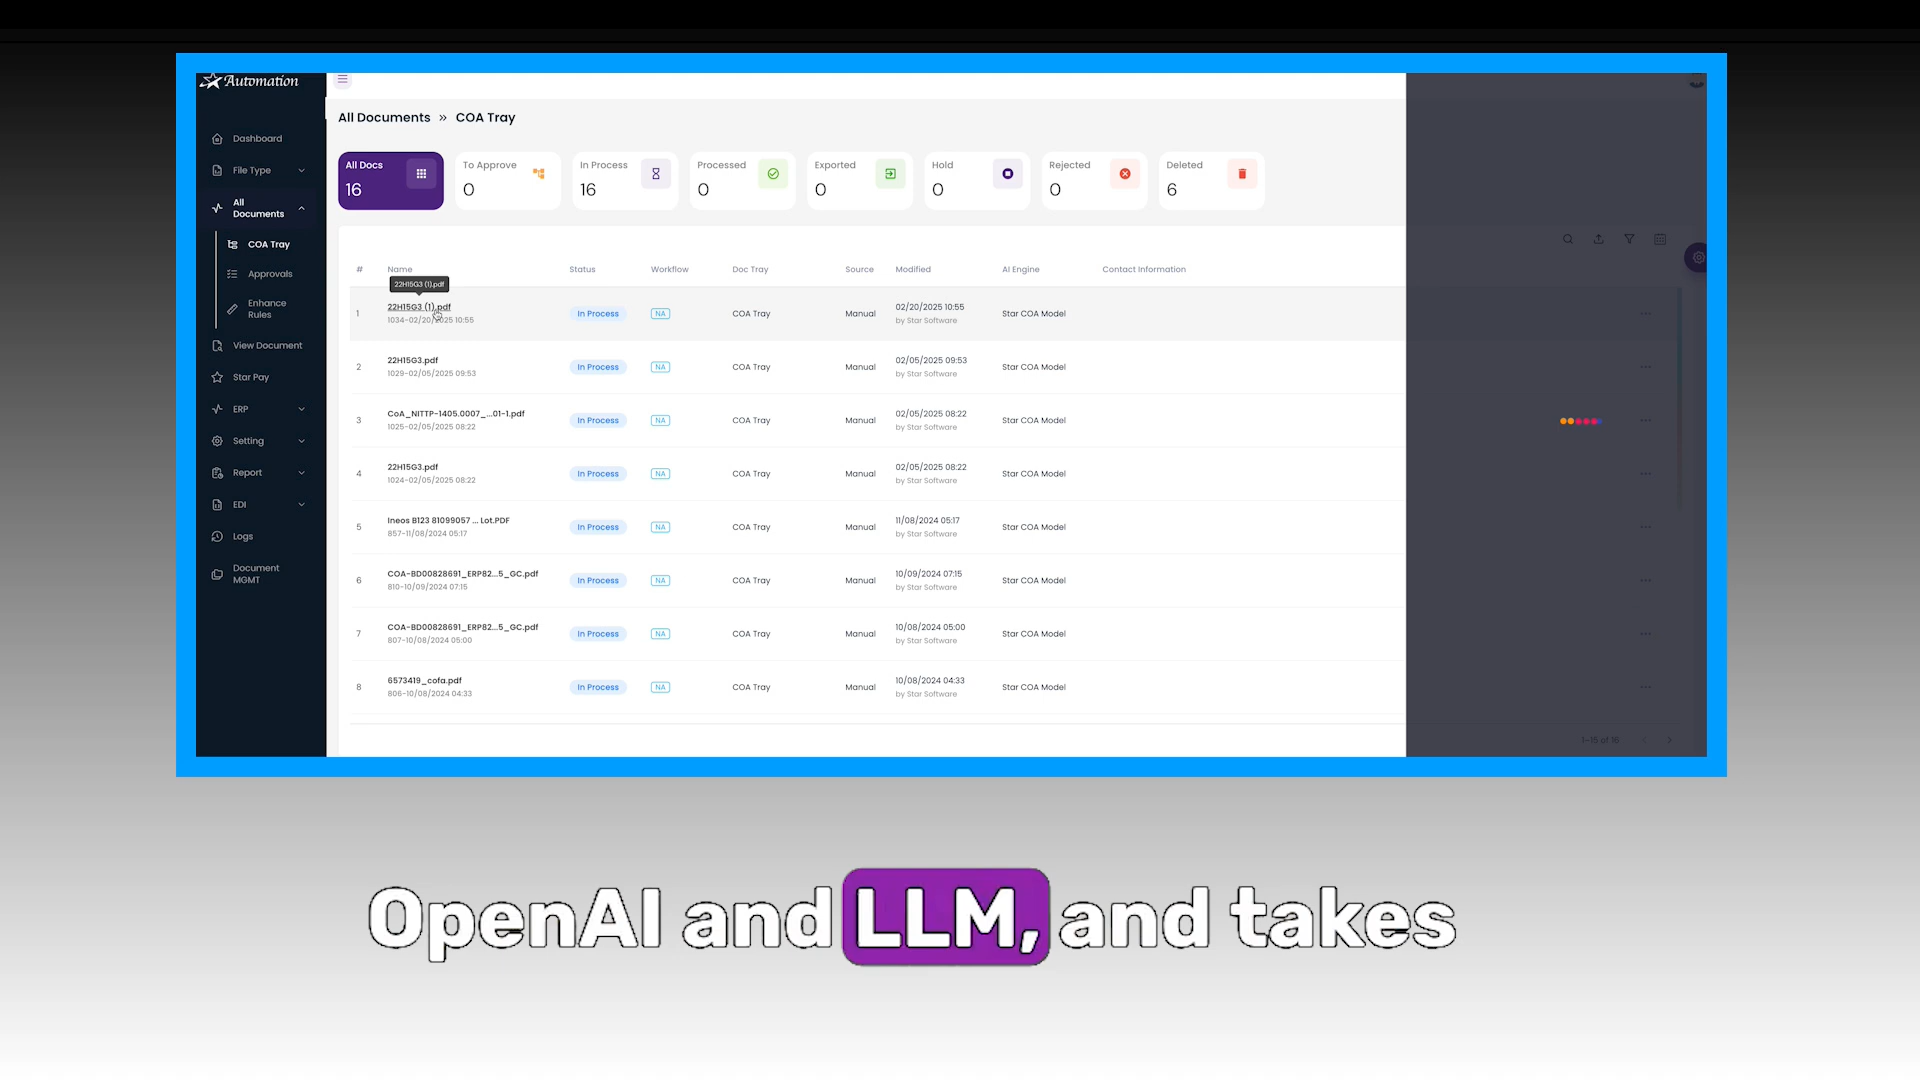 Automation
All Documents » COA Tray
Dashboard
File Type
All Documents
COA Tray
Approvals
Enhance Rules
View Document
Star Pay
ERP
Setting
Report
EDI
Logs
Document MGMT
All Docs 16
To Approve 0
In Process 16
Processed 0
Exported 0
Hold 0
Rejected 0
Deleted 6
# Name Status Workflow Doc Tray Source Modified AI Engine Contact Information
22H15G3 (1).pdf
1 22H15G3 (1).pdf In Process NA COA Tray Manual 02/20/2025 10:55 Star COA Model
1034-02/20/2025 10:55 by Star Software
2 22H15G3.pdf In Process NA COA Tray Manual 02/05/2025 09:53 Star COA Model
1029-02/05/2025 09:53 by Star Software
3 CoA_NITTP-1405.0007_...01-1.pdf In Process NA COA Tray Manual 02/05/2025 08:22 Star COA Model
1025-02/05/2025 08:22 by Star Software
4 22H15G3.pdf In Process NA COA Tray Manual 02/05/2025 08:22 Star COA Model
1024-02/05/2025 08:22 by Star Software
5 Ineos B123 81099057 ... Lot.PDF In Process NA COA Tray Manual 11/08/2024 05:17 Star COA Model
857-11/08/2024 05:17 by Star Software
6 COA-BD00828691_ERP82...5_GC.pdf In Process NA COA Tray Manual 10/09/2024 07:15 Star COA Model
810-10/09/2024 07:15 by Star Software
7 COA-BD00828691_ERP82...5_GC.pdf In Process NA COA Tray Manual 10/08/2024 05:00 Star COA Model
807-10/08/2024 05:00 by Star Software
8 6573419_cofa.pdf In Process NA COA Tray Manual 10/08/2024 04:33 Star COA Model
806-10/08/2024 04:33 by Star Software
1-15 of 16
OpenAI and LLM, and takes